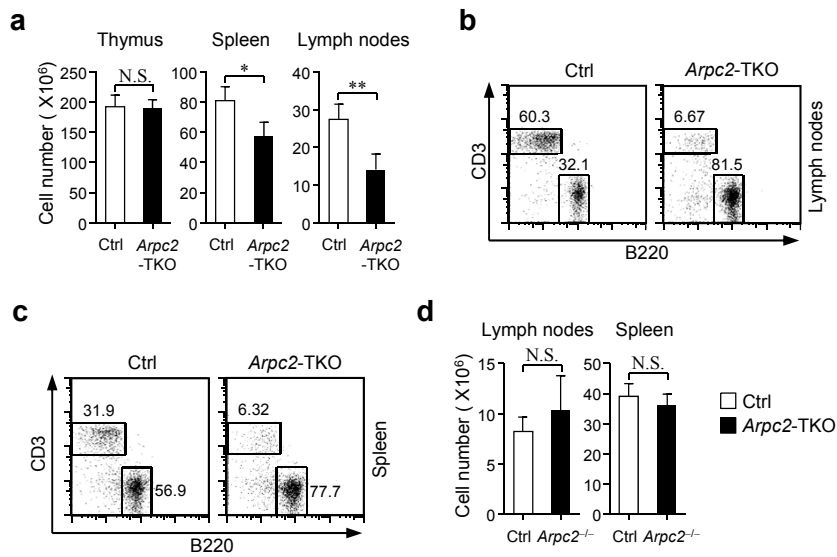 a
Thymus
Spleen
Lymph nodes
Cell number ( X10⁶)
250
200
150
100
50
0
N.S.
Ctrl
Arpc2
-TKO
100
80
60
40
20
0
*
Ctrl
Arpc2
-TKO
40
30
20
10
0
**
Ctrl
Arpc2
-TKO
b
Ctrl
Arpc2-TKO
CD3
60.3
32.1
6.67
81.5
Lymph nodes
B220
c
Ctrl
Arpc2-TKO
CD3
31.9
56.9
6.32
77.7
Spleen
B220
d
Lymph nodes
Spleen
Cell number ( X10⁶)
15
10
5
0
N.S.
Ctrl Arpc2⁻/⁻
50
40
30
20
10
0
N.S.
Ctrl Arpc2⁻/⁻
Ctrl
Arpc2-TKO